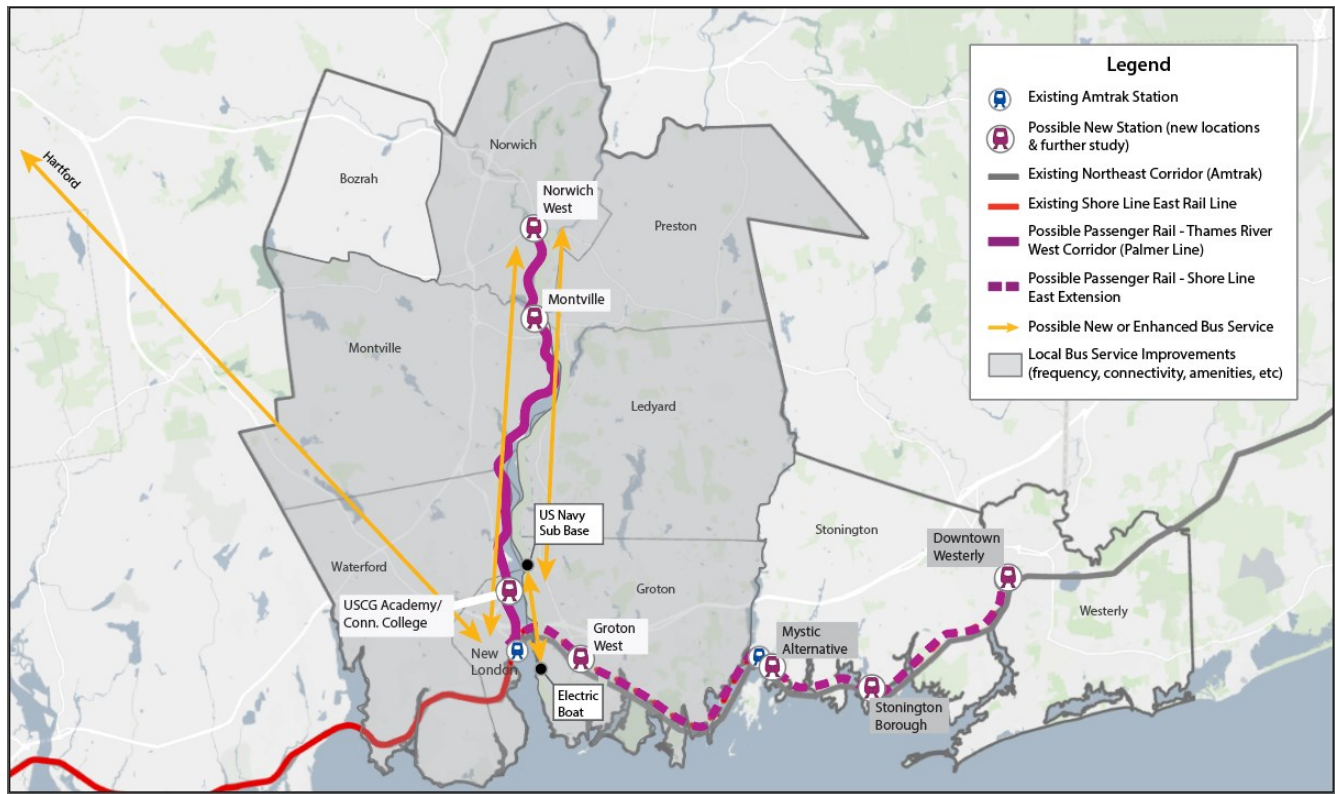 Legend
Existing Amtrak Station
Possible New Station (new locations
& further study)
Existing Northeast Corridor (Amtrak)
Existing Shore Line East Rail Line
Possible Passenger Rail - Thames River
West Corridor (Palmer Line)
Possible Passenger Rail - Shore Line
East Extension
Possible New or Enhanced Bus Service
Local Bus Service Improvements
(frequency, connectivity, amenities, etc)
Hartford
Bozrah
Norwich
Norwich
West
Preston
Montville
Montville
Ledyard
US Navy
Sub Base
Stonington
Downtown
Westerly
Waterford
Groton
USCG Academy/
Conn. College
Westerly
Groton
West
Mystic
Alternative
New
London
Electric
Boat
Stonington
Borough